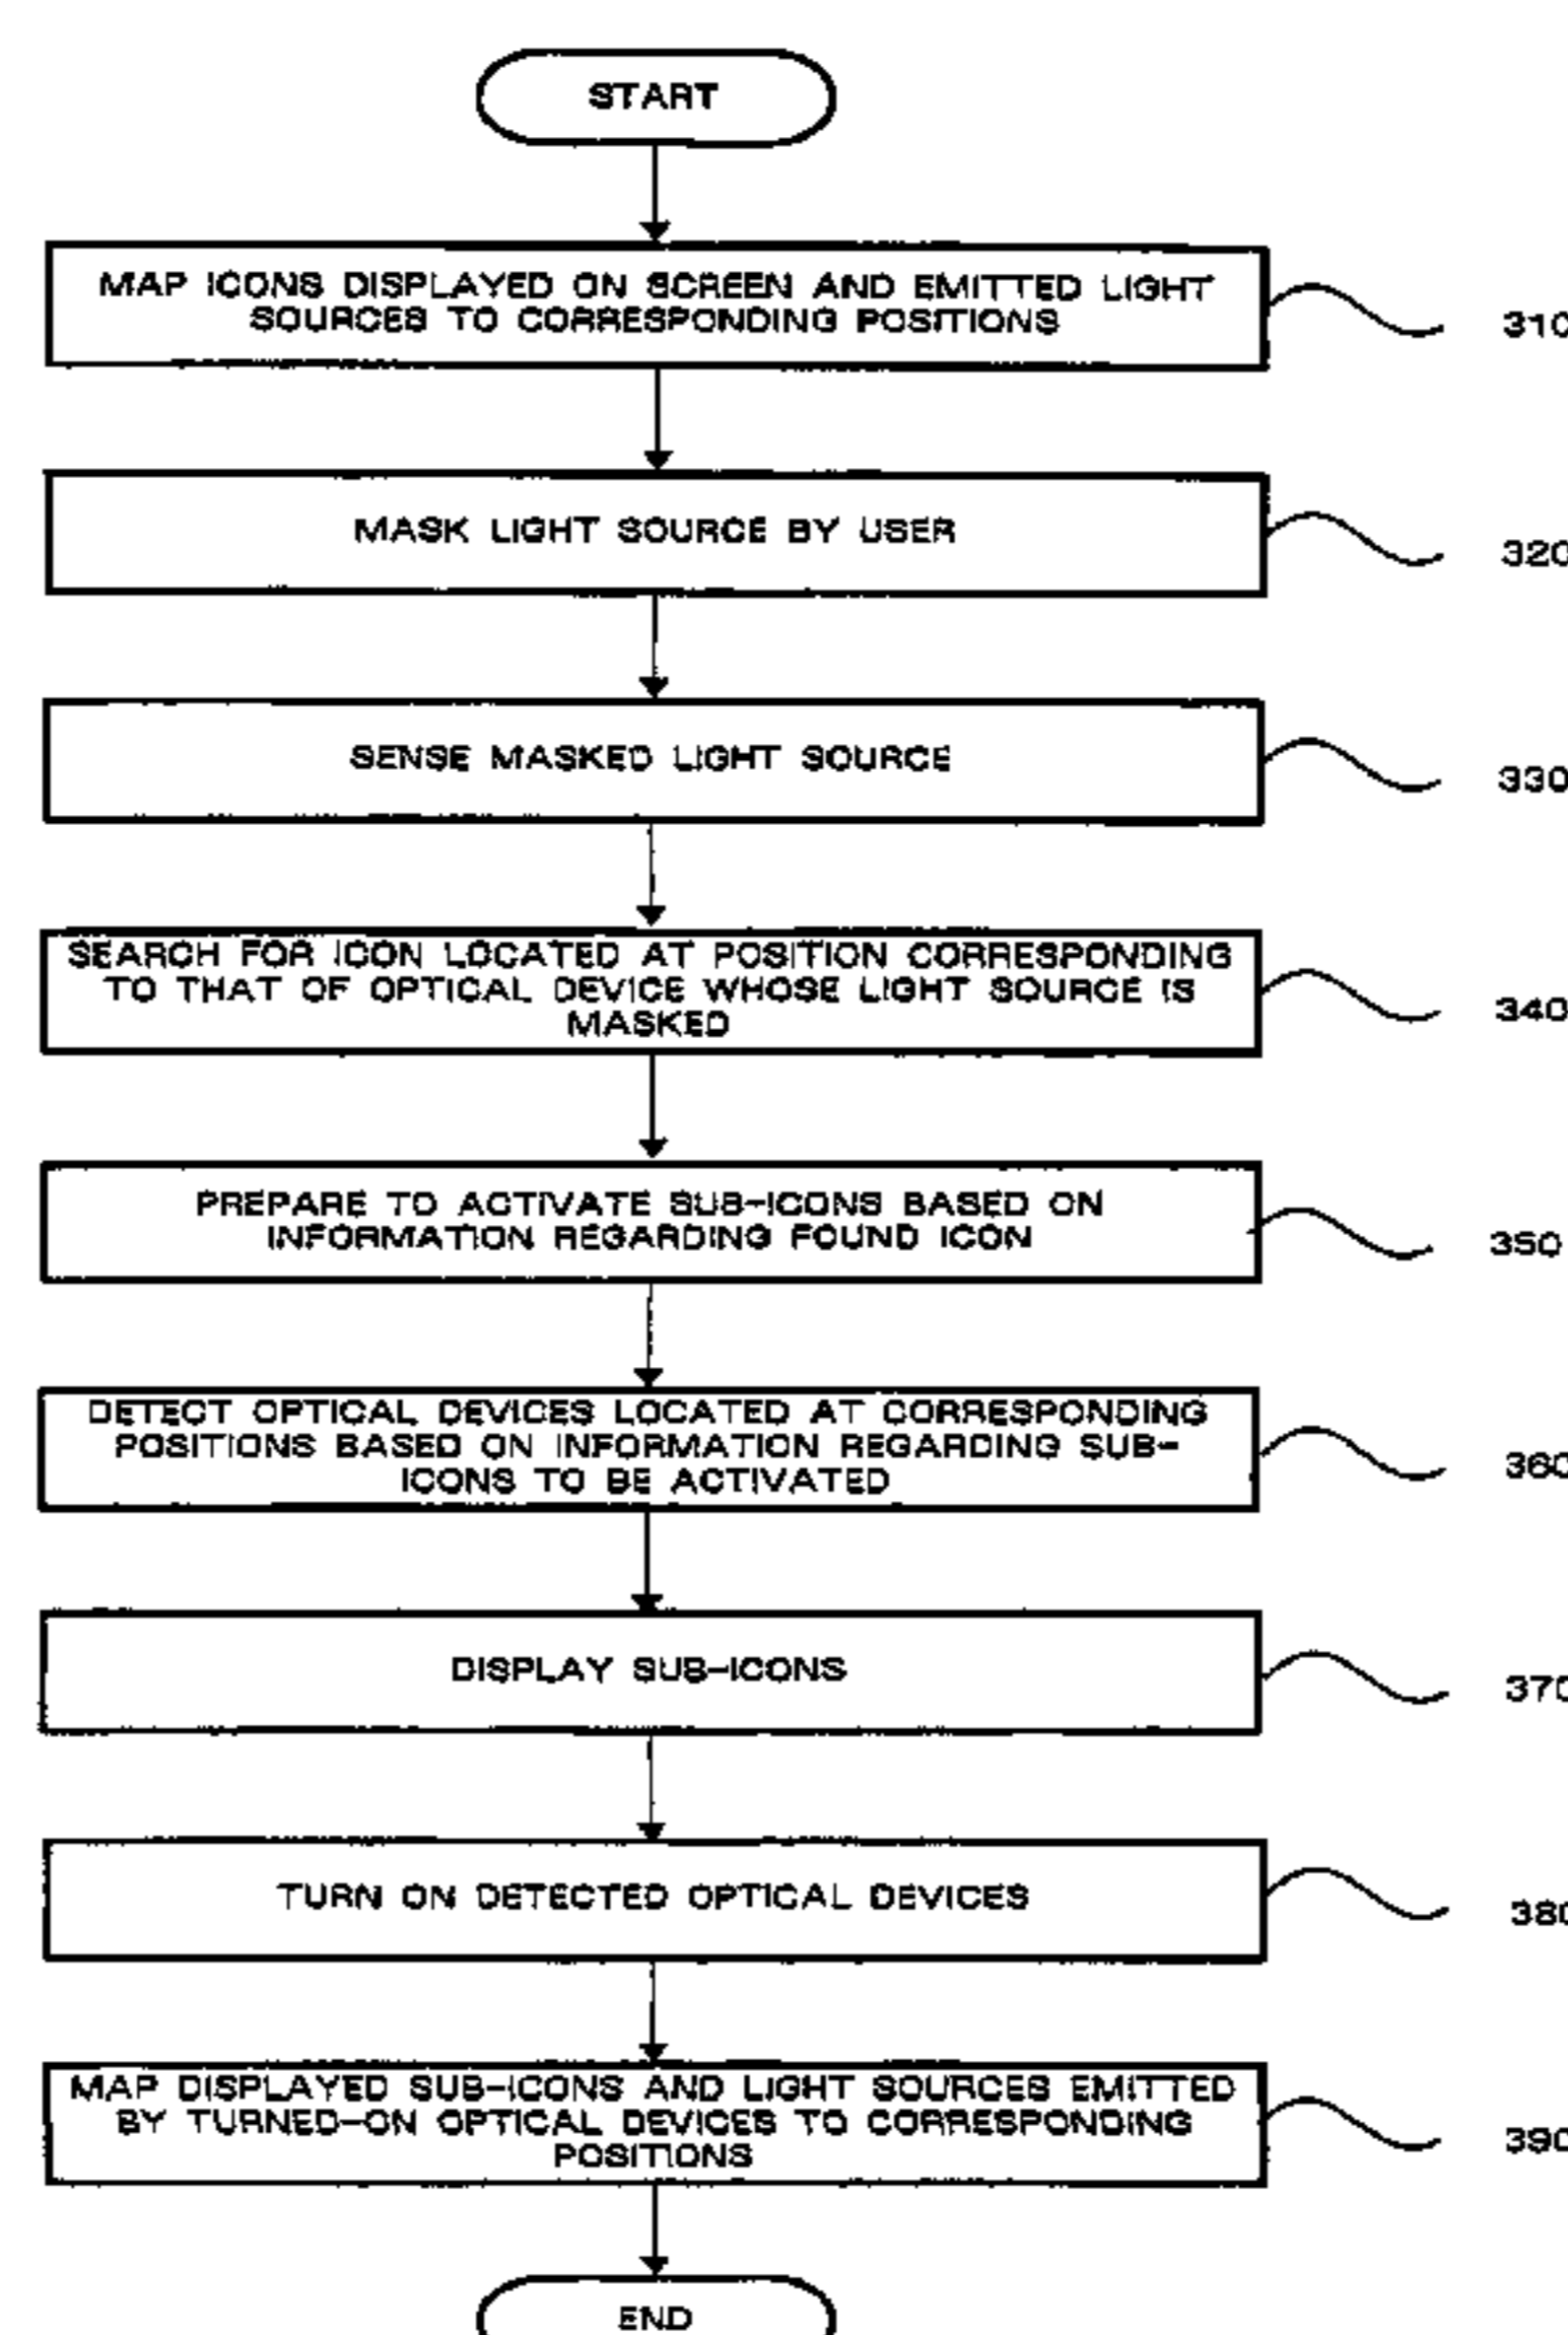 START
MAP ICONS DISPLAYED ON SCREEN AND EMITTED LIGHT
SOURCES TO CORRESPONDING POSITIONS
310
MASK LIGHT SOURCE BY USER
320
SENSE MASKED LIGHT SOURCE
330
SEARCH FOR ICON LOCATED AT POSITION CORRESPONDING
TO THAT OF OPTICAL DEVICE WHOSE LIGHT SOURCE IS
MASKED
340
PREPARE TO ACTIVATE SUB-ICONS BASED ON
INFORMATION REGARDING FOUND ICON
350
DETECT OPTICAL DEVICES LOCATED AT CORRESPONDING
POSITIONS BASED ON INFORMATION REGARDING SUB-
ICONS TO BE ACTIVATED
360
DISPLAY SUB-ICONS
370
TURN ON DETECTED OPTICAL DEVICES
380
MAP DISPLAYED SUB-ICONS AND LIGHT SOURCES EMITTED
BY TURNED-ON OPTICAL DEVICES TO CORRESPONDING
POSITIONS
390
END